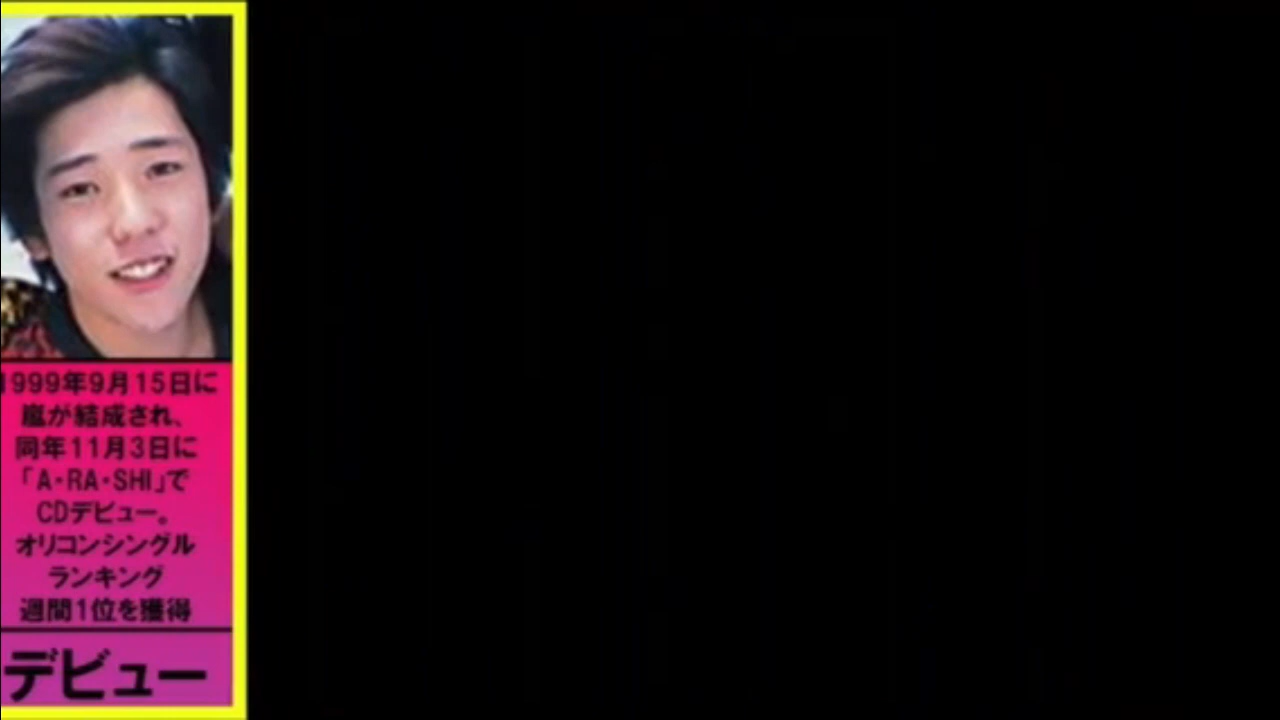 1999年9月15日に
嵐が結成され、
同年11月3日に
「A・RA・SHI」で
CDデビュー。
オリコンシングル
ランキング
週間1位を獲得
デビュー